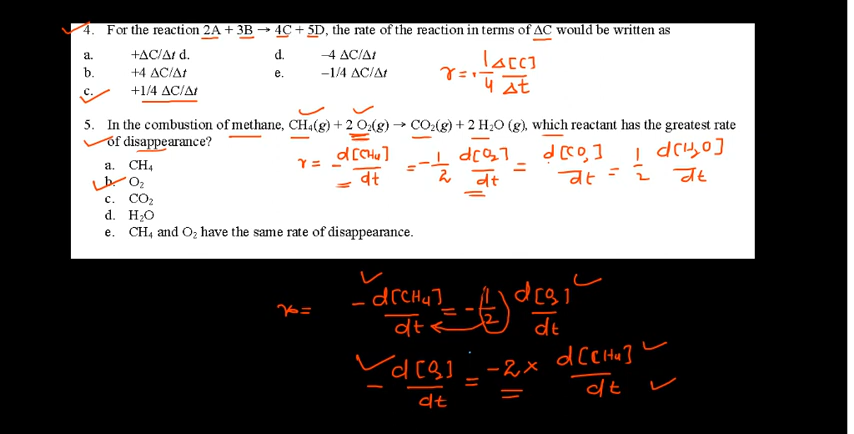 4. For the reaction 2A + 3B → 4C + 5D, the rate of the reaction in terms of ΔC would be written as
a. +ΔC/Δt d. d. –4 ΔC/Δt
b. +4 ΔC/Δt e. –1/4 ΔC/Δt
c. +1/4 ΔC/Δt
r = + 1/4 Δ[C]/Δt
5. In the combustion of methane, CH₄(g) + 2 O₂(g) → CO₂(g) + 2 H₂O (g), which reactant has the greatest rate
of disappearance?
r = - d[CH₄]/dt = - 1/2 d[O₂]/dt = d[CO₂]/dt = 1/2 d[H₂O]/dt
a. CH₄
b. O₂
c. CO₂
d. H₂O
e. CH₄ and O₂ have the same rate of disappearance.
r = - d[CH₄]/dt = - (1/2) d[O₂]/dt
- d[O₂]/dt = -2 × d[CH₄]/dt